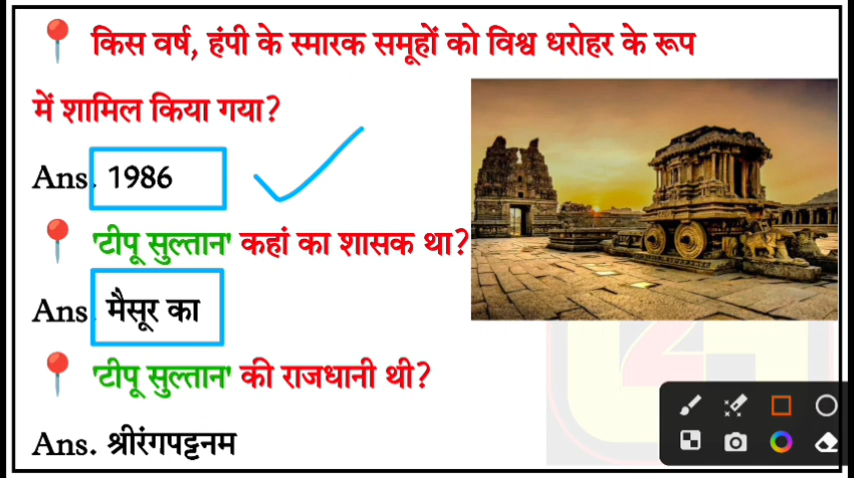 किस वर्ष, हंपी के स्मारक समूहों को विश्व धरोहर के रूप
में शामिल किया गया?
Ans. 1986
'टीपू सुल्तान' कहां का शासक था?
Ans. मैसूर का
'टीपू सुल्तान' की राजधानी थी?
Ans. श्रीरंगपट्टनम